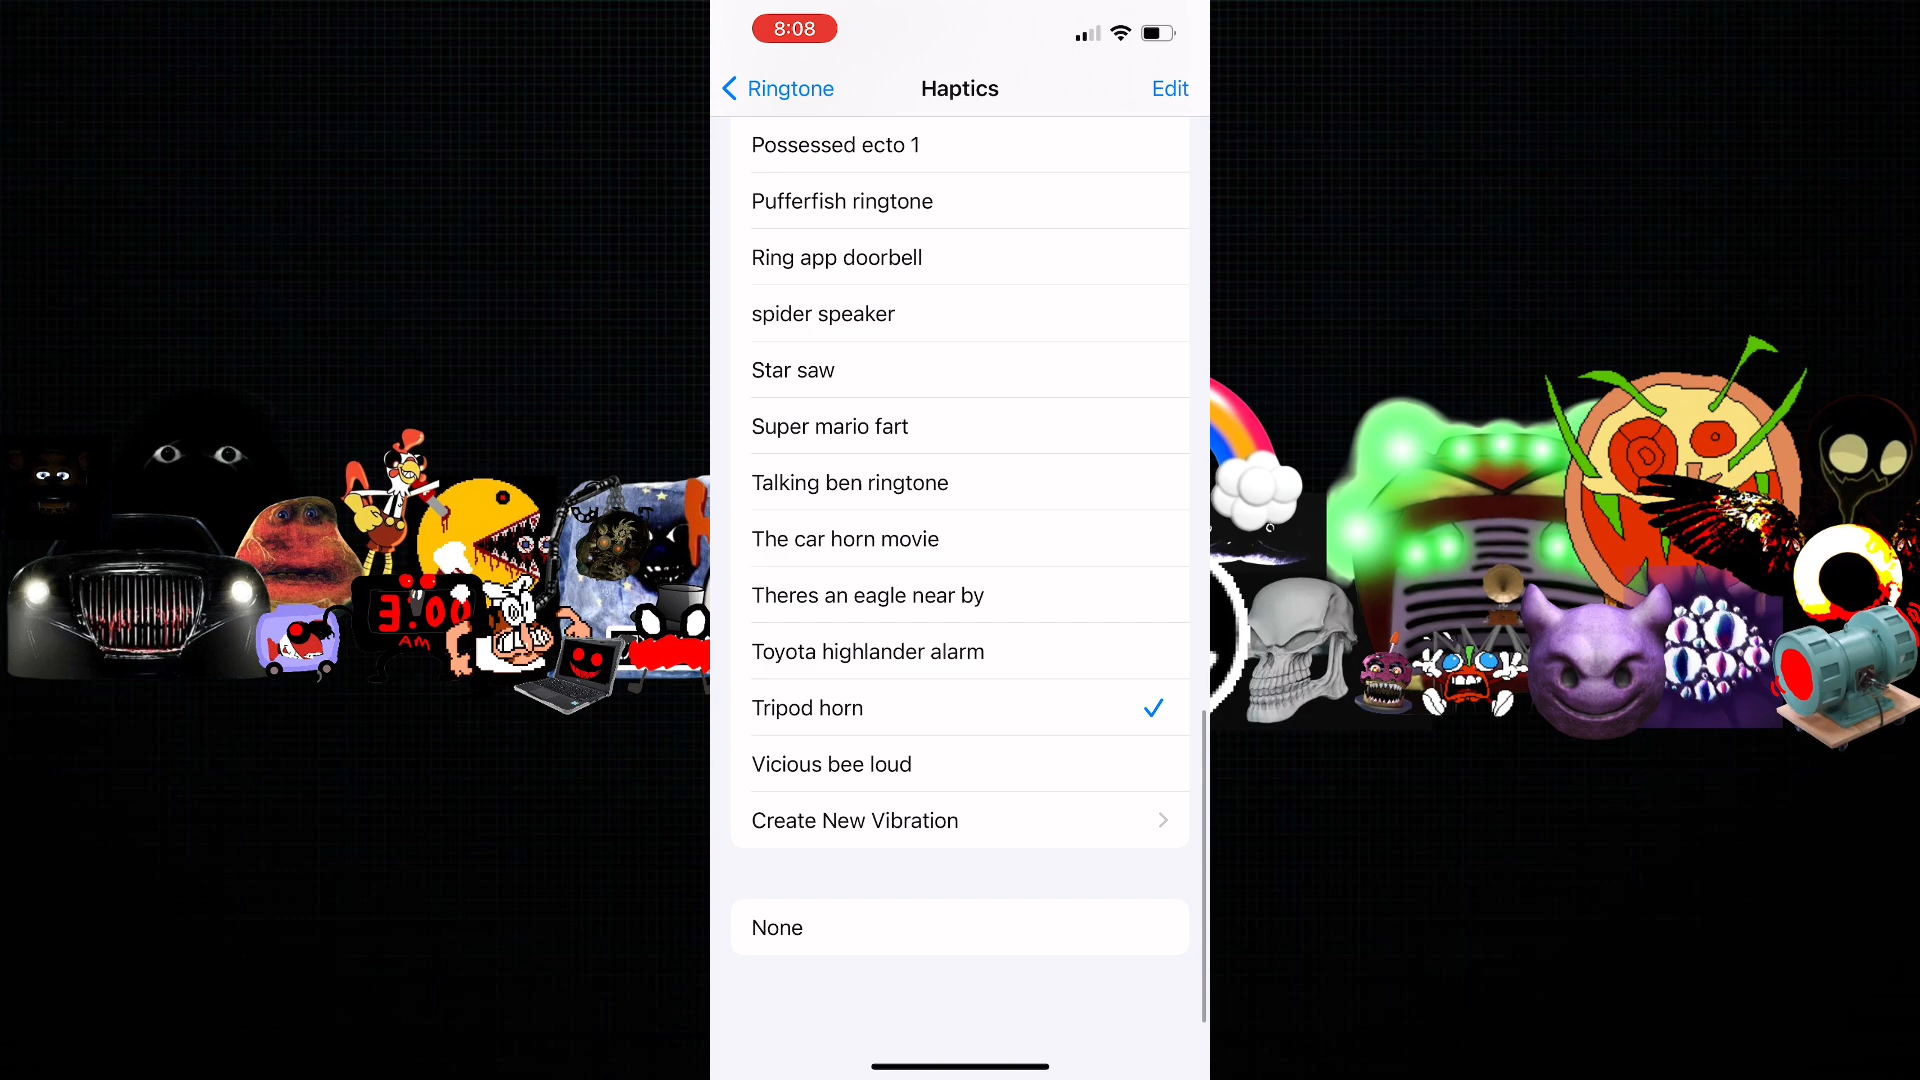 8:08
Ringtone
Haptics
Edit
Possessed ecto 1
Pufferfish ringtone
Ring app doorbell
spider speaker
Star saw
Super mario fart
Talking ben ringtone
The car horn movie
Theres an eagle near by
Toyota highlander alarm
Tripod horn
Vicious bee loud
Create New Vibration
None
3:00
AM